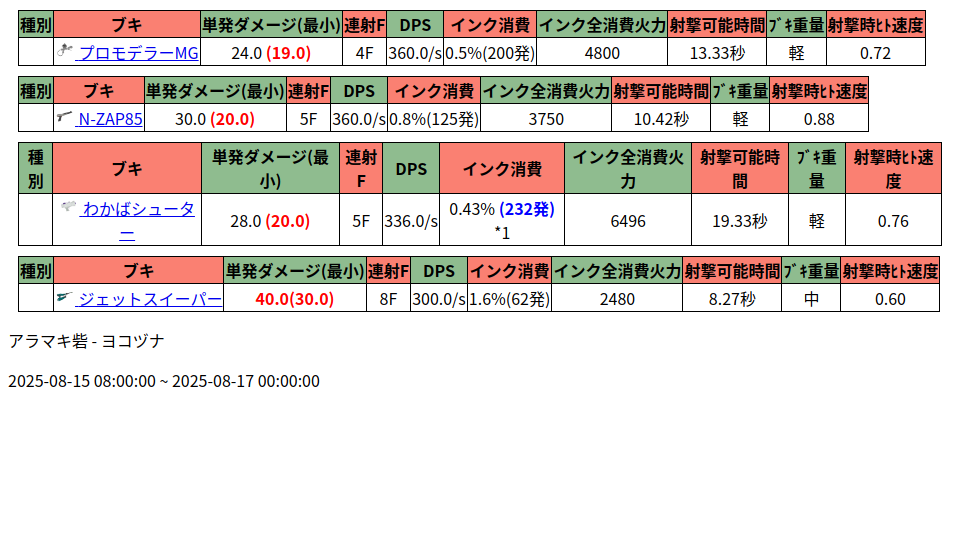 種別 ブキ 単発ダメージ(最小) 連射F DPS インク消費 インク全消費火力 射撃可能時間 ﾌﾞｷ重量 射撃時ﾋﾄ速度
プロモデラーMG 24.0 (19.0) 4F 360.0/s 0.5%(200発) 4800 13.33秒 軽 0.72
種別 ブキ 単発ダメージ(最小) 連射F DPS インク消費 インク全消費火力 射撃可能時間 ﾌﾞｷ重量 射撃時ﾋﾄ速度
N-ZAP85 30.0 (20.0) 5F 360.0/s 0.8%(125発) 3750 10.42秒 軽 0.88
種別 ブキ 単発ダメージ(最小) 連射F DPS インク消費 インク全消費火力 射撃可能時間 ﾌﾞｷ重量 射撃時ﾋﾄ速度
わかばシューター 28.0 (20.0) 5F 336.0/s 0.43% (232発) *1 6496 19.33秒 軽 0.76
種別 ブキ 単発ダメージ(最小) 連射F DPS インク消費 インク全消費火力 射撃可能時間 ﾌﾞｷ重量 射撃時ﾋﾄ速度
ジェットスイーパー 40.0(30.0) 8F 300.0/s 1.6%(62発) 2480 8.27秒 中 0.60
アラマキ砦 - ヨコヅナ
2025-08-15 08:00:00 ~ 2025-08-17 00:00:00